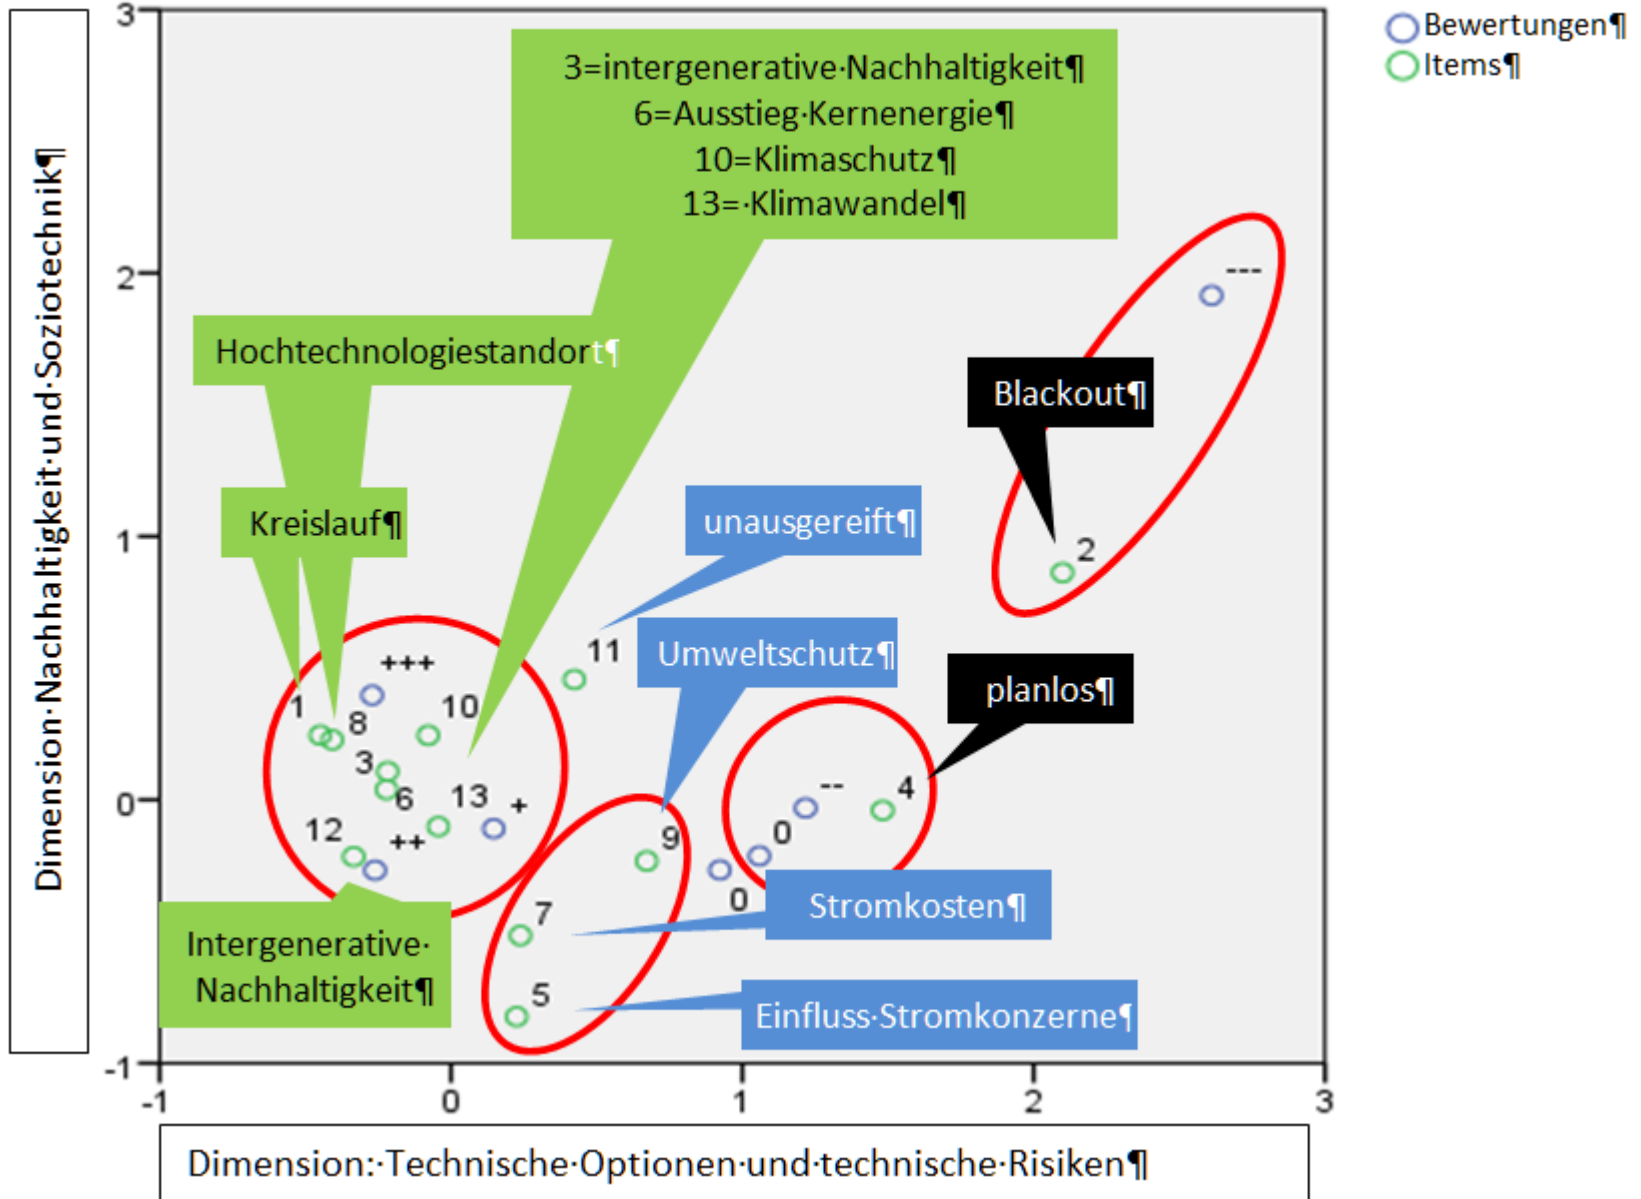 3
Bewertungen¶
Items¶
3=intergenerative·Nachhaltigkeit¶
6=Ausstieg·Kernenergie¶
10=Klimaschutz¶
13=·Klimawandel¶
Dimension·Nachhaltigkeit·und·Soziotechnik¶
2
---
Hochtechnologiestandort¶
Blackout¶
Kreislauf¶
unausgereift¶
1
2
11
Umweltschutz¶
+++
planlos¶
1
10
8
3
--
4
0
6
13
+
12
++
0
9
0
Stromkosten¶
7
Intergenerative·
Nachhaltigkeit¶
5
Einfluss·Stromkonzerne¶
-1
-1
0
1
2
3
Dimension:·Technische·Optionen·und·technische·Risiken¶